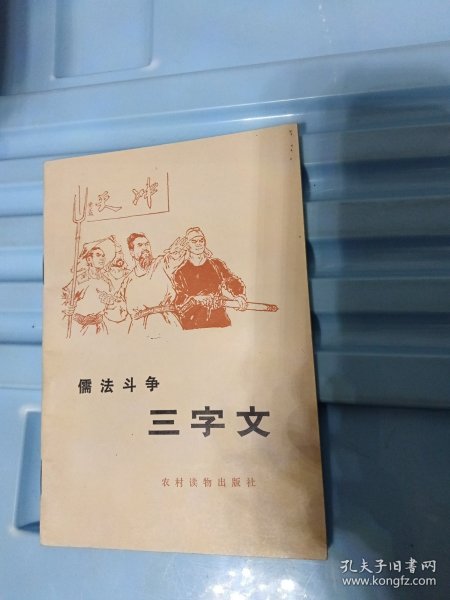 冲天
儒法斗争
三字文
农村读物出版社
孔夫子旧书网
www.kongfz.com